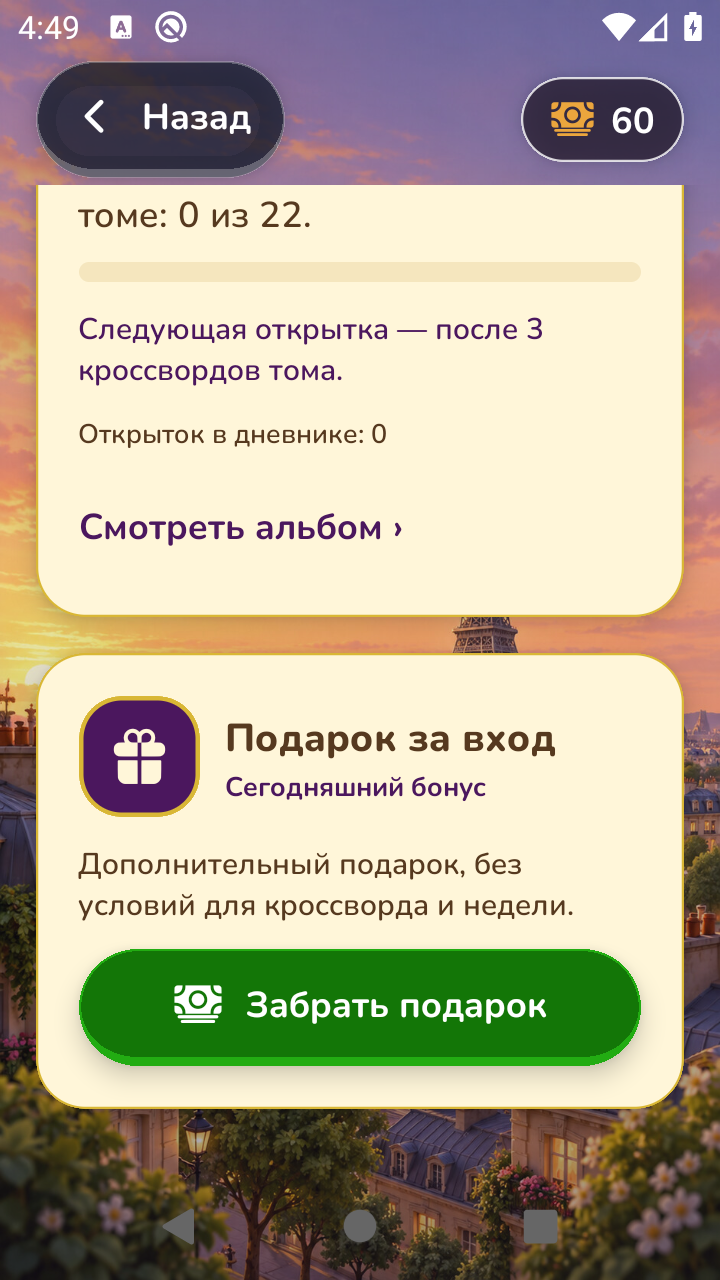 4:49
A
Назад
60
томе: 0 из 22.
Следующая открытка — после 3
кроссвордов тома.
Открыток в дневнике: 0
Смотреть альбом ›
Подарок за вход
Сегодняшний бонус
Дополнительный подарок, без
условий для кроссворда и недели.
Забрать подарок